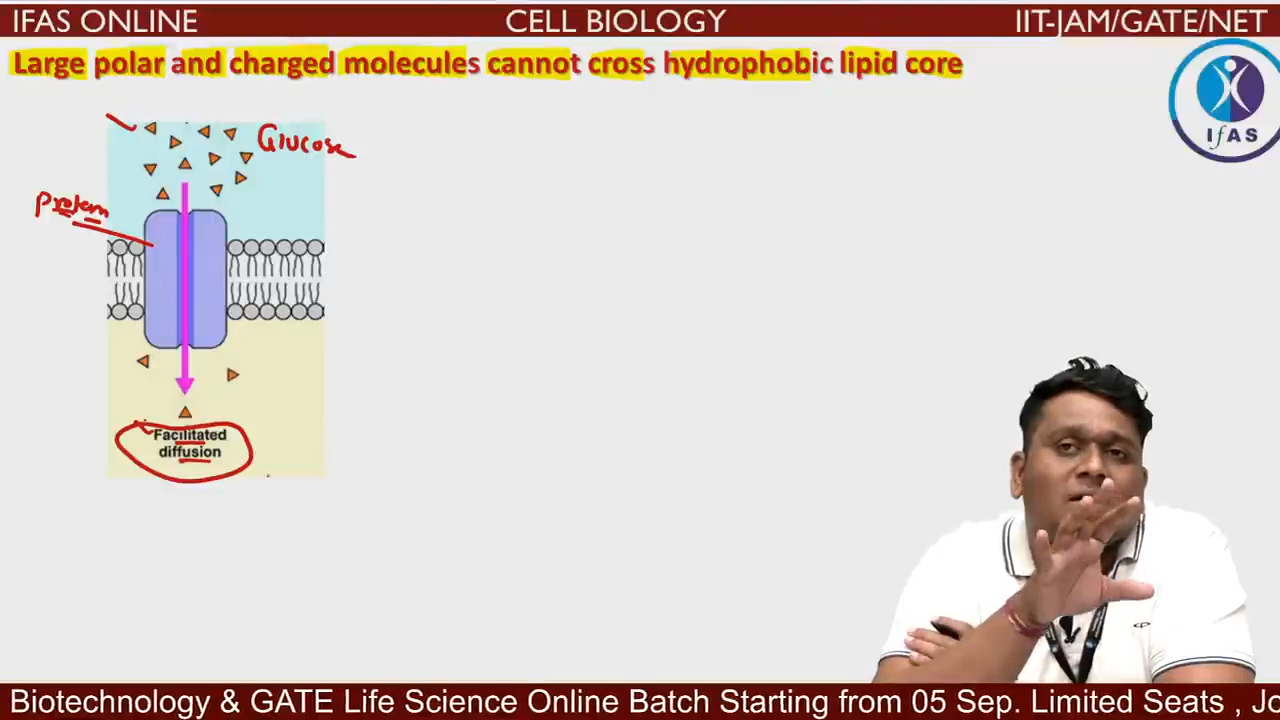 IFAS ONLINE
CELL BIOLOGY
IIT-JAM/GATE/NET
Large polar and charged molecules cannot cross hydrophobic lipid core
IfAS
Glucose
Protein
Facilitated
diffusion
Biotechnology & GATE Life Science Online Batch Starting from 05 Sep. Limited Seats , Jo